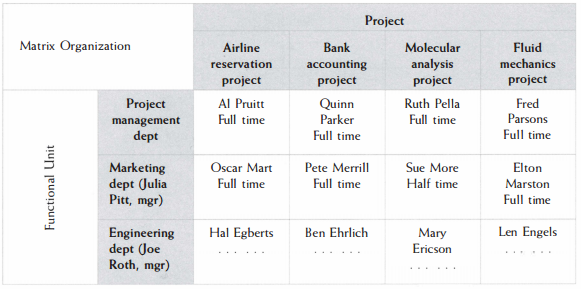 Matrix Organization
Project
Airline
reservation
project
Bank
accounting
project
Molecular
analysis
project
Fluid
mechanics
project
Functional Unit
Project
management
dept
Al Pruitt
Full time
Quinn
Parker
Full time
Ruth Pella
Full time
Fred
Parsons
Full time
Marketing
dept (Julia
Pitt, mgr)
Oscar Mart
Full time
Pete Merrill
Full time
Sue More
Half time
Elton
Marston
Full time
Engineering
dept (Joe
Roth, mgr)
Hal Egberts
. . . . . .
Ben Ehrlich
. . . . . .
Mary
Ericson
. . . . . .
Len Engels
. . . . . .